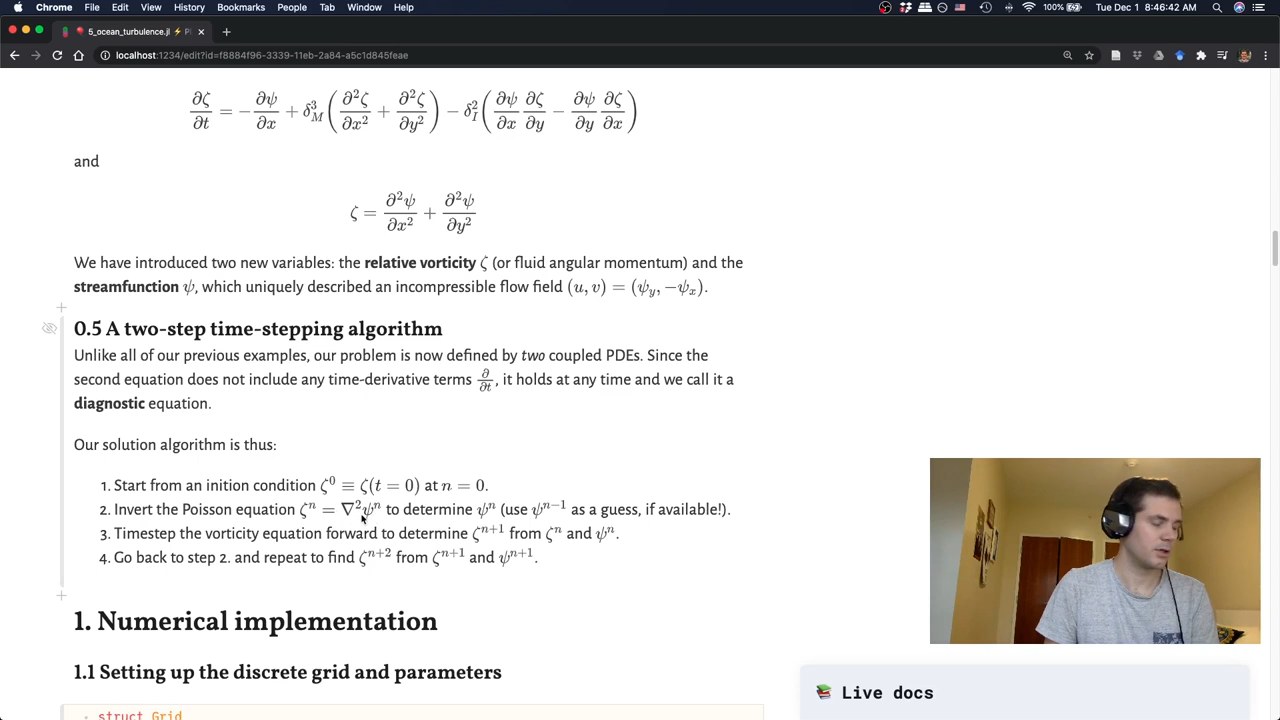 Chrome File Edit View History Bookmarks People Tab Window Help 100% Tue Dec 1 8:46:42 AM
5_ocean_turbulence.jl ⚡ Pl
localhost:1234/edit?id=f8884f96-3339-11eb-2a84-a5c1d845feae
∂ζ/∂t = −∂ψ/∂x + δ_M^3 (∂²ζ/∂x² + ∂²ζ/∂y²) − δ_I^2 (∂ψ/∂x ∂ζ/∂y − ∂ψ/∂y ∂ζ/∂x)
and
ζ = ∂²ψ/∂x² + ∂²ψ/∂y²
We have introduced two new variables: the relative vorticity ζ (or fluid angular momentum) and the
streamfunction ψ, which uniquely described an incompressible flow field (u, v) = (ψ_y, −ψ_x).
0.5 A two-step time-stepping algorithm
Unlike all of our previous examples, our problem is now defined by two coupled PDEs. Since the
second equation does not include any time-derivative terms ∂/∂t, it holds at any time and we call it a
diagnostic equation.
Our solution algorithm is thus:
1. Start from an inition condition ζ^0 ≡ ζ(t = 0) at n = 0.
2. Invert the Poisson equation ζ^n = ∇²ψ^n to determine ψ^n (use ψ^{n−1} as a guess, if available!).
3. Timestep the vorticity equation forward to determine ζ^{n+1} from ζ^n and ψ^n.
4. Go back to step 2. and repeat to find ζ^{n+2} from ζ^{n+1} and ψ^{n+1}.
1. Numerical implementation
1.1 Setting up the discrete grid and parameters
struct Grid
Live docs